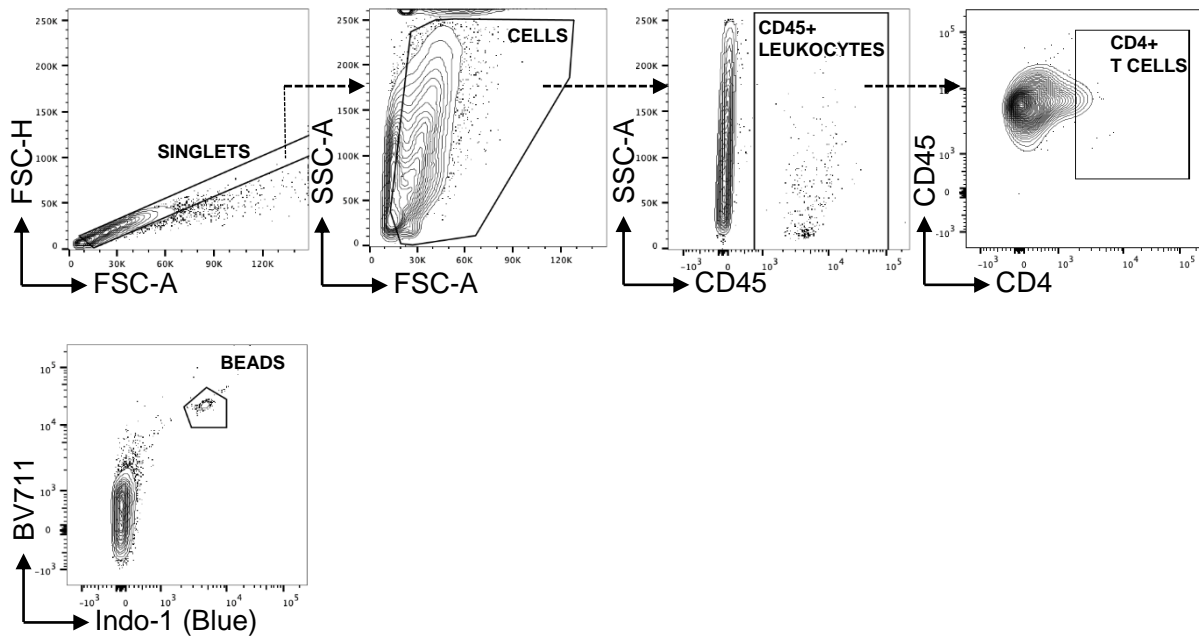 250K
200K
150K
100K
50K
0
SINGLETS
FSC-H
0 30K 60K 90K 120K
FSC-A
250K
200K
150K
100K
50K
0
CELLS
SSC-A
0 30K 60K 90K 120K
FSC-A
250K
200K
150K
100K
50K
0
CD45+
LEUKOCYTES
SSC-A
-10³ 0 10³ 10⁴ 10⁵
CD45
10⁵
10³
0
-10³
CD4+
T CELLS
CD45
-10³ 0 10³ 10⁴ 10⁵
CD4
10⁵
10⁴
10³
0
-10³
BEADS
BV711
-10³ 0 10³ 10⁴ 10⁵
Indo-1 (Blue)